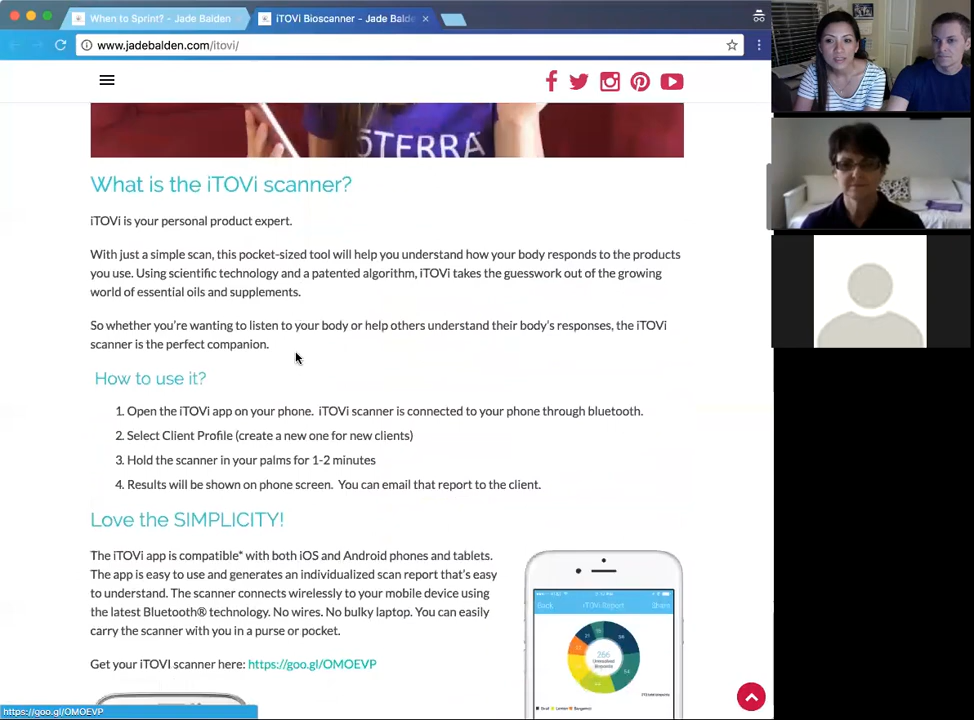 When to Sprint? - Jade Balden
iTOVi Bioscanner - Jade Bald
www.jadebalden.com/itovi/
dōTERRA
What is the iTOVi scanner?
iTOVi is your personal product expert.
With just a simple scan, this pocket-sized tool will help you understand how your body responds to the products
you use. Using scientific technology and a patented algorithm, iTOVi takes the guesswork out of the growing
world of essential oils and supplements.
So whether you're wanting to listen to your body or help others understand their body's responses, the iTOVi
scanner is the perfect companion.
How to use it?
1. Open the iTOVi app on your phone. iTOVi scanner is connected to your phone through bluetooth.
2. Select Client Profile (create a new one for new clients)
3. Hold the scanner in your palms for 1-2 minutes
4. Results will be shown on phone screen. You can email that report to the client.
Love the SIMPLICITY!
The iTOVi app is compatible* with both iOS and Android phones and tablets.
The app is easy to use and generates an individualized scan report that's easy
to understand. The scanner connects wirelessly to your mobile device using
the latest Bluetooth® technology. No wires. No bulky laptop. You can easily
carry the scanner with you in a purse or pocket.
Get your iTOVI scanner here: https://goo.gl/OMOEVP
Back iTOVi Report Share
286
https://goo.gl/OMOEVP